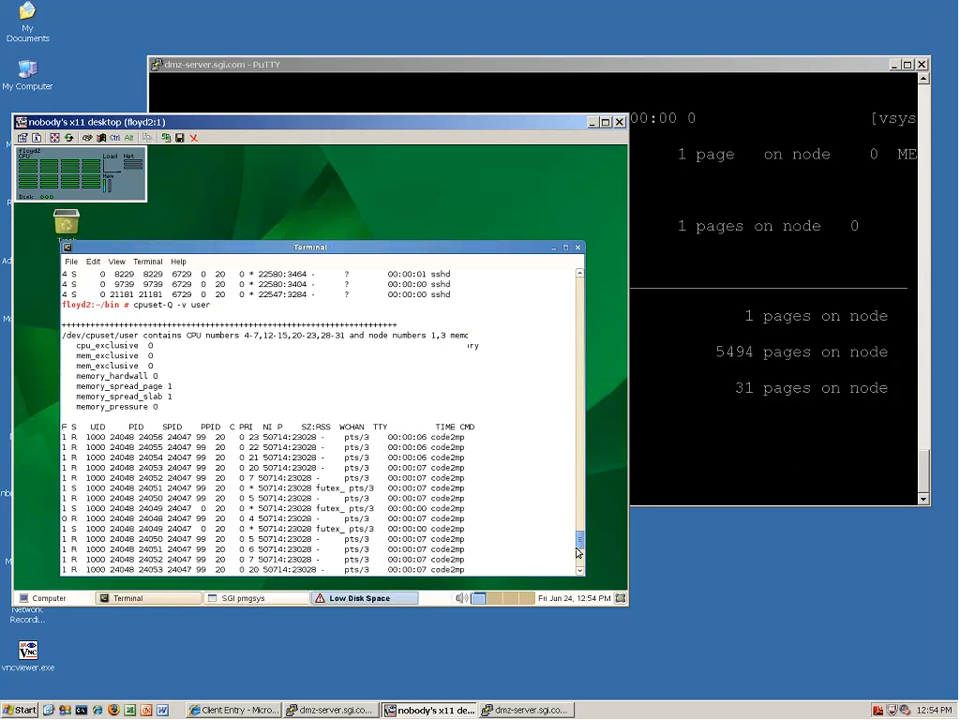 My
Documents
My Computer
dmz-server.sgi.com - PuTTY
:00:00 0 [vsys
1 page on node 0 ME
1 pages on node 0
1 pages on node
5494 pages on node
31 pages on node
nobody's x11 desktop (floyd2:1)
Ctrl Alt
floyd2
CPU Load Net
Mem
Disk
Terminal
File Edit View Terminal Help
4 S 0 8229 8229 6729 0 20 0 * 22580:3464 - ? 00:00:01 sshd
4 S 0 9739 9739 6729 0 20 0 * 22580:3404 - ? 00:00:00 sshd
4 S 0 21181 21181 6729 0 20 0 * 22547:3284 - ? 00:00:00 sshd
floyd2:~/bin # cpuset-Q -v user
++++++++++++++++++++++++++++++++++++++++++++++++++++++++++++++++++++++
/dev/cpuset/user contains CPU numbers 4-7,12-15,20-23,28-31 and node numbers 1,3 memo
ry
cpu_exclusive 0
mem_exclusive 0
mem_exclusive 0
memory_hardwall 0
memory_spread_page 1
memory_spread_slab 1
memory_pressure 0
F S UID PID SPID PPID C PRI NI P SZ:RSS WCHAN TTY TIME CMD
1 R 1000 24048 24056 24047 99 20 0 23 50714:23028 - pts/3 00:00:06 code2mp
1 R 1000 24048 24055 24047 99 20 0 22 50714:23028 - pts/3 00:00:06 code2mp
1 R 1000 24048 24054 24047 99 20 0 21 50714:23028 - pts/3 00:00:06 code2mp
1 R 1000 24048 24053 24047 99 20 0 20 50714:23028 - pts/3 00:00:07 code2mp
1 R 1000 24048 24052 24047 99 20 0 7 50714:23028 - pts/3 00:00:07 code2mp
1 S 1000 24048 24051 24047 99 20 0 * 50714:23028 futex_ pts/3 00:00:07 code2mp
1 R 1000 24048 24050 24047 99 20 0 5 50714:23028 - pts/3 00:00:07 code2mp
1 S 1000 24048 24049 24047 0 20 0 * 50714:23028 futex_ pts/3 00:00:00 code2mp
0 R 1000 24048 24048 24047 99 20 0 4 50714:23028 - pts/3 00:00:07 code2mp
1 S 1000 24048 24049 24047 0 20 0 * 50714:23028 futex_ pts/3 00:00:00 code2mp
1 R 1000 24048 24050 24047 99 20 0 5 50714:23028 - pts/3 00:00:07 code2mp
1 R 1000 24048 24051 24047 99 20 0 6 50714:23028 - pts/3 00:00:07 code2mp
1 R 1000 24048 24052 24047 99 20 0 7 50714:23028 - pts/3 00:00:07 code2mp
1 R 1000 24048 24053 24047 99 20 0 20 50714:23028 - pts/3 00:00:07 code2mp
Computer Terminal SGI pmgsys Low Disk Space Fri Jun 24, 12:54 PM
Network
Recordi...
vncviewer.exe
Start Client Entry - Micro... dmz-server.sgi.co... nobody's x11 de... dmz-server.sgi.co... 12:54 PM